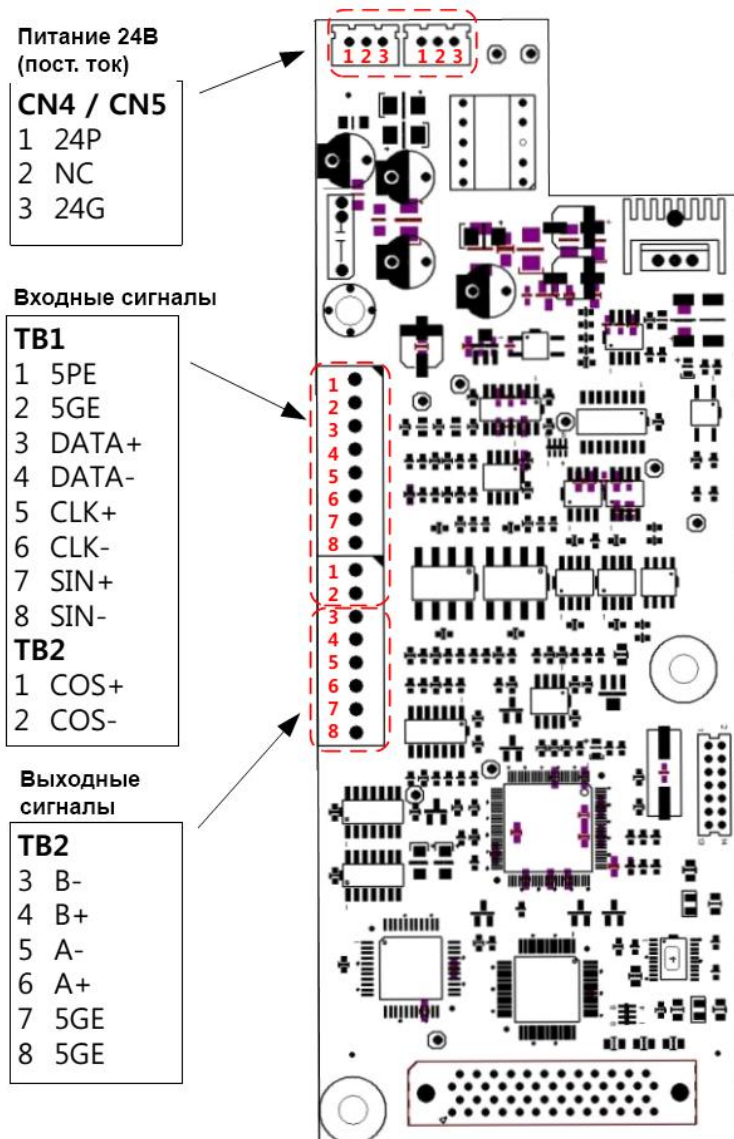 Питание 24В
(пост. ток)
CN4 / CN5
1 24P
2 NC
3 24G
1 2 3
1 2 3
Входные сигналы
TB1
1 5PE
2 5GE
3 DATA+
4 DATA-
5 CLK+
6 CLK-
7 SIN+
8 SIN-
TB2
1 COS+
2 COS-
1
2
3
4
5
6
7
8
1
2
3
4
5
6
7
8
Выходные
сигналы
TB2
3 B-
4 B+
5 A-
6 A+
7 5GE
8 5GE